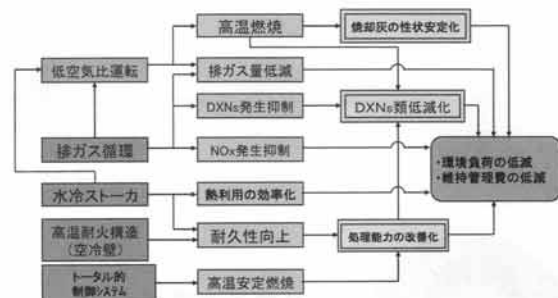 高温燃焼
焼却灰の性状安定化
低空気比運転
排ガス量低減
DXNs発生抑制
DXNs類低減化
排ガス循環
NOx発生抑制
・環境負荷の低減
・維持管理費の低減
水冷ストーカ
熱利用の効率化
高温耐火構造
(空冷壁)
耐久性向上
処理能力の改善化
トータル的
制御システム
高温安定燃焼